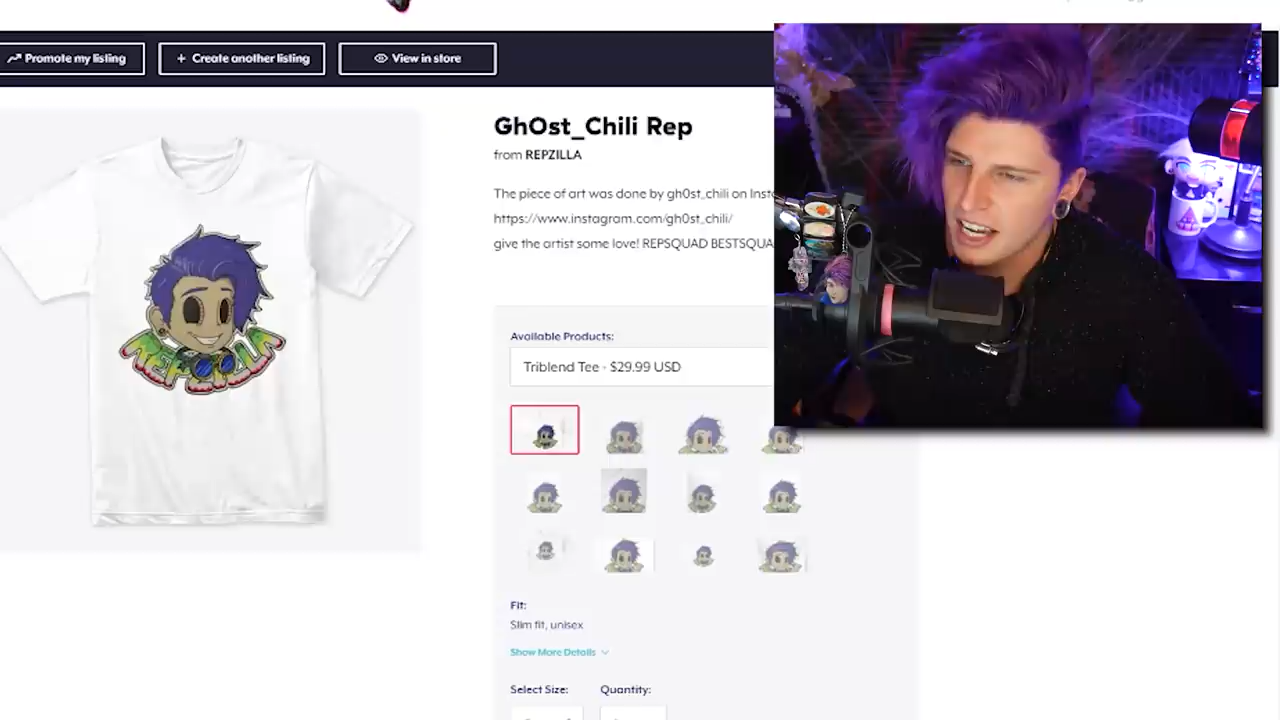 Promote my listing
+ Create another listing
View in store
GhOst_Chili Rep
from REPZILLA
The piece of art was done by gh0st_chili on
https://www.instagram.com/gh0st_chili/
give the artist some love! REPSQUAD
Available Products:
Triblend Tee - $29.99 USD
REPZILLA
Fit:
Slim fit, unisex
Show More Details
Select Size:
Quantity: